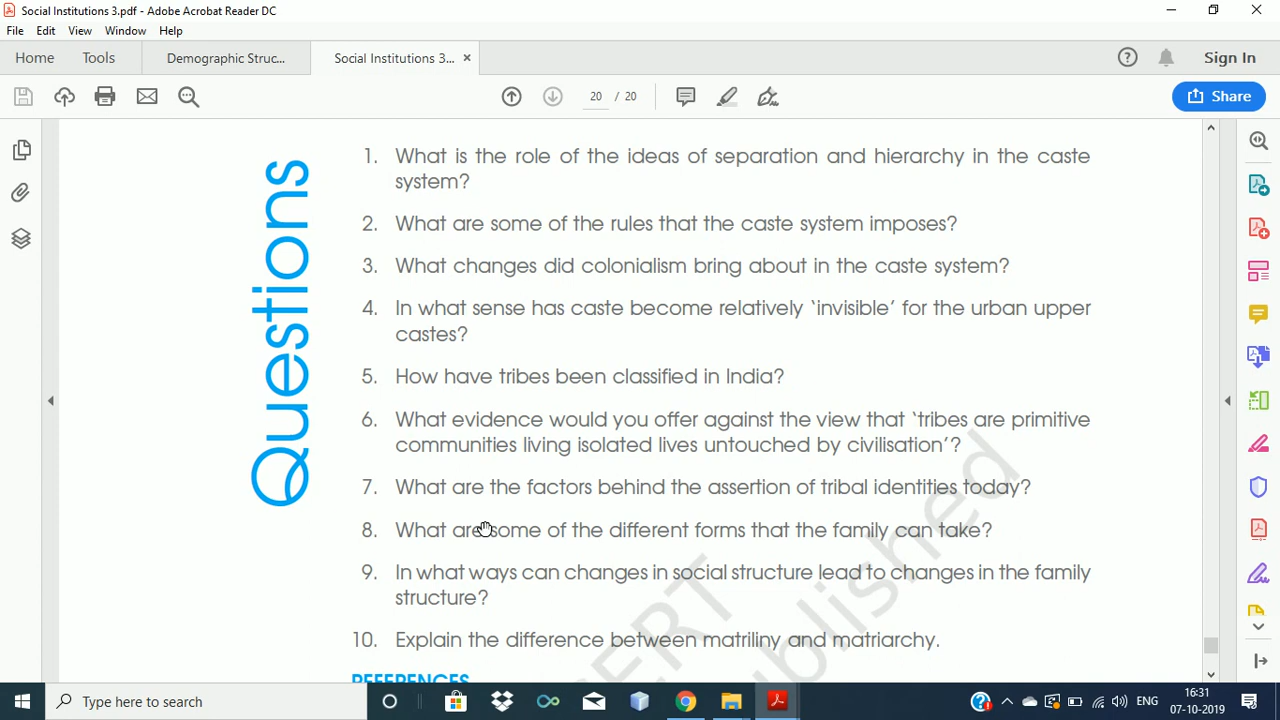 Social Institutions 3.pdf - Adobe Acrobat Reader DC
File Edit View Window Help
Home Tools Demographic Struc... Social Institutions 3... × Sign In
20 / 20
Share
Questions
1. What is the role of the ideas of separation and hierarchy in the caste
system?
2. What are some of the rules that the caste system imposes?
3. What changes did colonialism bring about in the caste system?
4. In what sense has caste become relatively ‘invisible’ for the urban upper
castes?
5. How have tribes been classified in India?
6. What evidence would you offer against the view that ‘tribes are primitive
communities living isolated lives untouched by civilisation’?
7. What are the factors behind the assertion of tribal identities today?
8. What are some of the different forms that the family can take?
9. In what ways can changes in social structure lead to changes in the family
structure?
10. Explain the difference between matriliny and matriarchy.
REFERENCES
ERT
published
Type here to search
ENG
16:31
07-10-2019